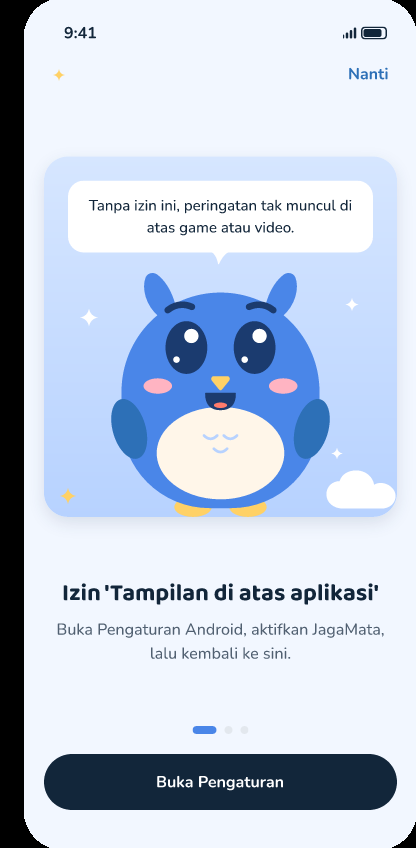 9:41
Nanti
Tanpa izin ini, peringatan tak muncul di
atas game atau video.
Izin 'Tampilan di atas aplikasi'
Buka Pengaturan Android, aktifkan JagaMata,
lalu kembali ke sini.
Buka Pengaturan